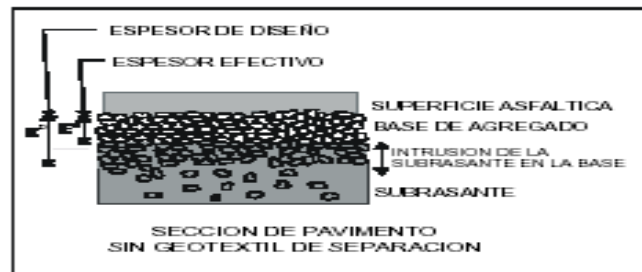 ESPESOR DE DISEÑO
ESPESOR EFECTIVO
SUPERFICIE ASFALTICA
BASE DE AGREGADO
INTRUSION DE LA
SUBRASANTE EN LA BASE
SUBRASANTE
SECCION DE PAVIMENTO
SIN GEOTEXTIL DE SEPARACION